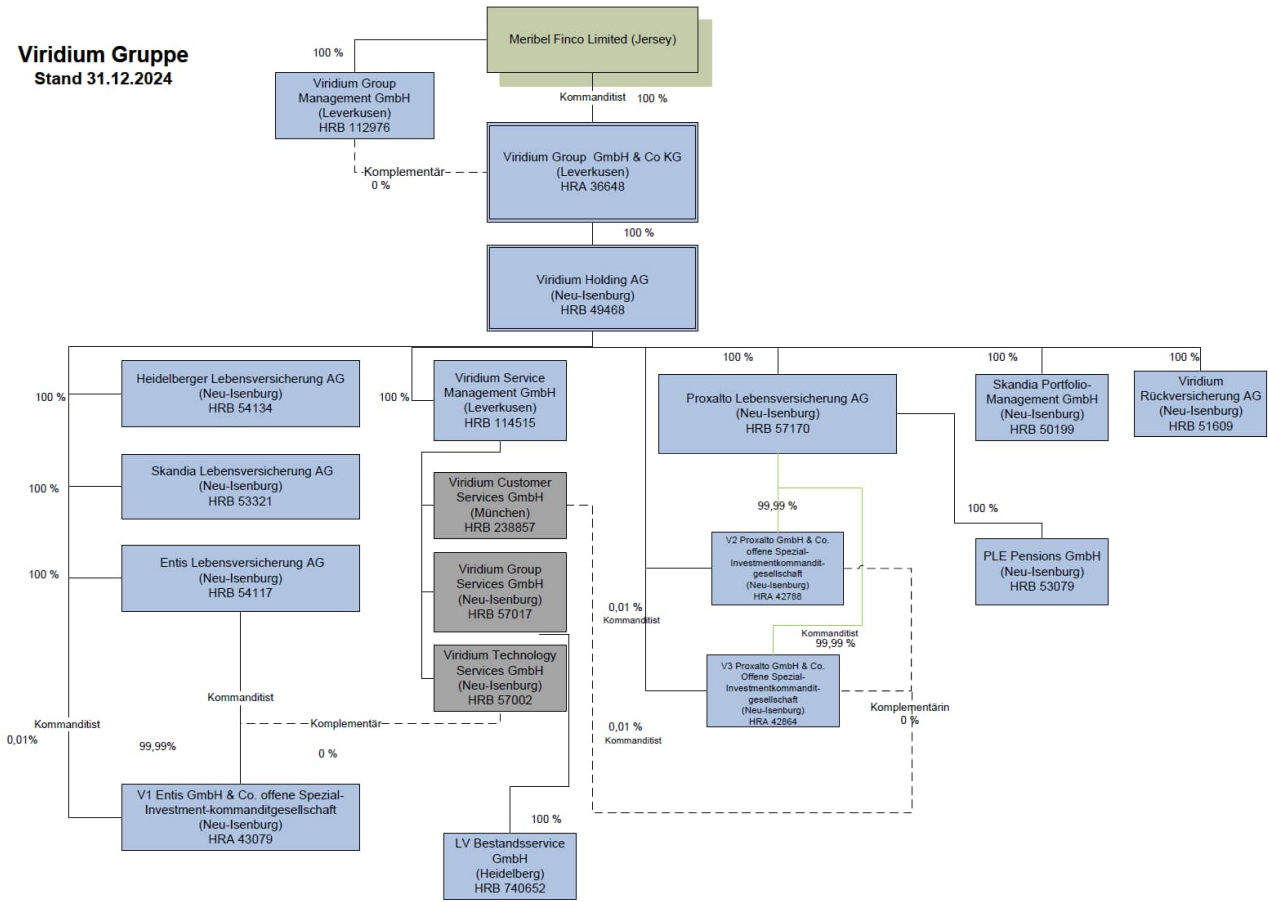 Viridium Gruppe
Stand 31.12.2024
Meribel Finco Limited (Jersey)
100 %
Viridium Group
Management GmbH
(Leverkusen)
HRB 112976
Kommanditist 100 %
Komplementär
0 %
Viridium Group GmbH & Co KG
(Leverkusen)
HRA 36648
100 %
Viridium Holding AG
(Neu-Isenburg)
HRB 49468
100 %
Heidelberger Lebensversicherung AG
(Neu-Isenburg)
HRB 54134
100 %
Skandia Lebensversicherung AG
(Neu-Isenburg)
HRB 53321
100 %
Entis Lebensversicherung AG
(Neu-Isenburg)
HRB 54117
Kommanditist
Kommanditist
0,01%
99,99%
V1 Entis GmbH & Co. offene Spezial-
Investment-kommanditgesellschaft
(Neu-Isenburg)
HRA 43079
100 %
Viridium Service
Management GmbH
(Leverkusen)
HRB 114515
Viridium Customer
Services GmbH
(München)
HRB 238857
Viridium Group
Services GmbH
(Neu-Isenburg)
HRB 57017
Viridium Technology
Services GmbH
(Neu-Isenburg)
HRB 57002
Komplementär
0 %
100 %
LV Bestandsservice
GmbH
(Heidelberg)
HRB 740652
100 %
Proxalto Lebensversicherung AG
(Neu-Isenburg)
HRB 57170
99,99 %
V2 Proxalto GmbH & Co.
offene Spezial-
Investmentkommandit-
gesellschaft
(Neu-Isenburg)
HRA 42788
0,01 %
Kommanditist
Kommanditist
99,99 %
V3 Proxalto GmbH & Co.
Offene Spezial-
Investmentkommandit-
gesellschaft
(Neu-Isenburg)
HRA 42864
0,01 %
Kommanditist
Komplementärin
0 %
100 %
Skandia Portfolio-
Management GmbH
(Neu-Isenburg)
HRB 50199
100 %
PLE Pensions GmbH
(Neu-Isenburg)
HRB 53079
100 %
Viridium
Rückversicherung AG
(Neu-Isenburg)
HRB 51609